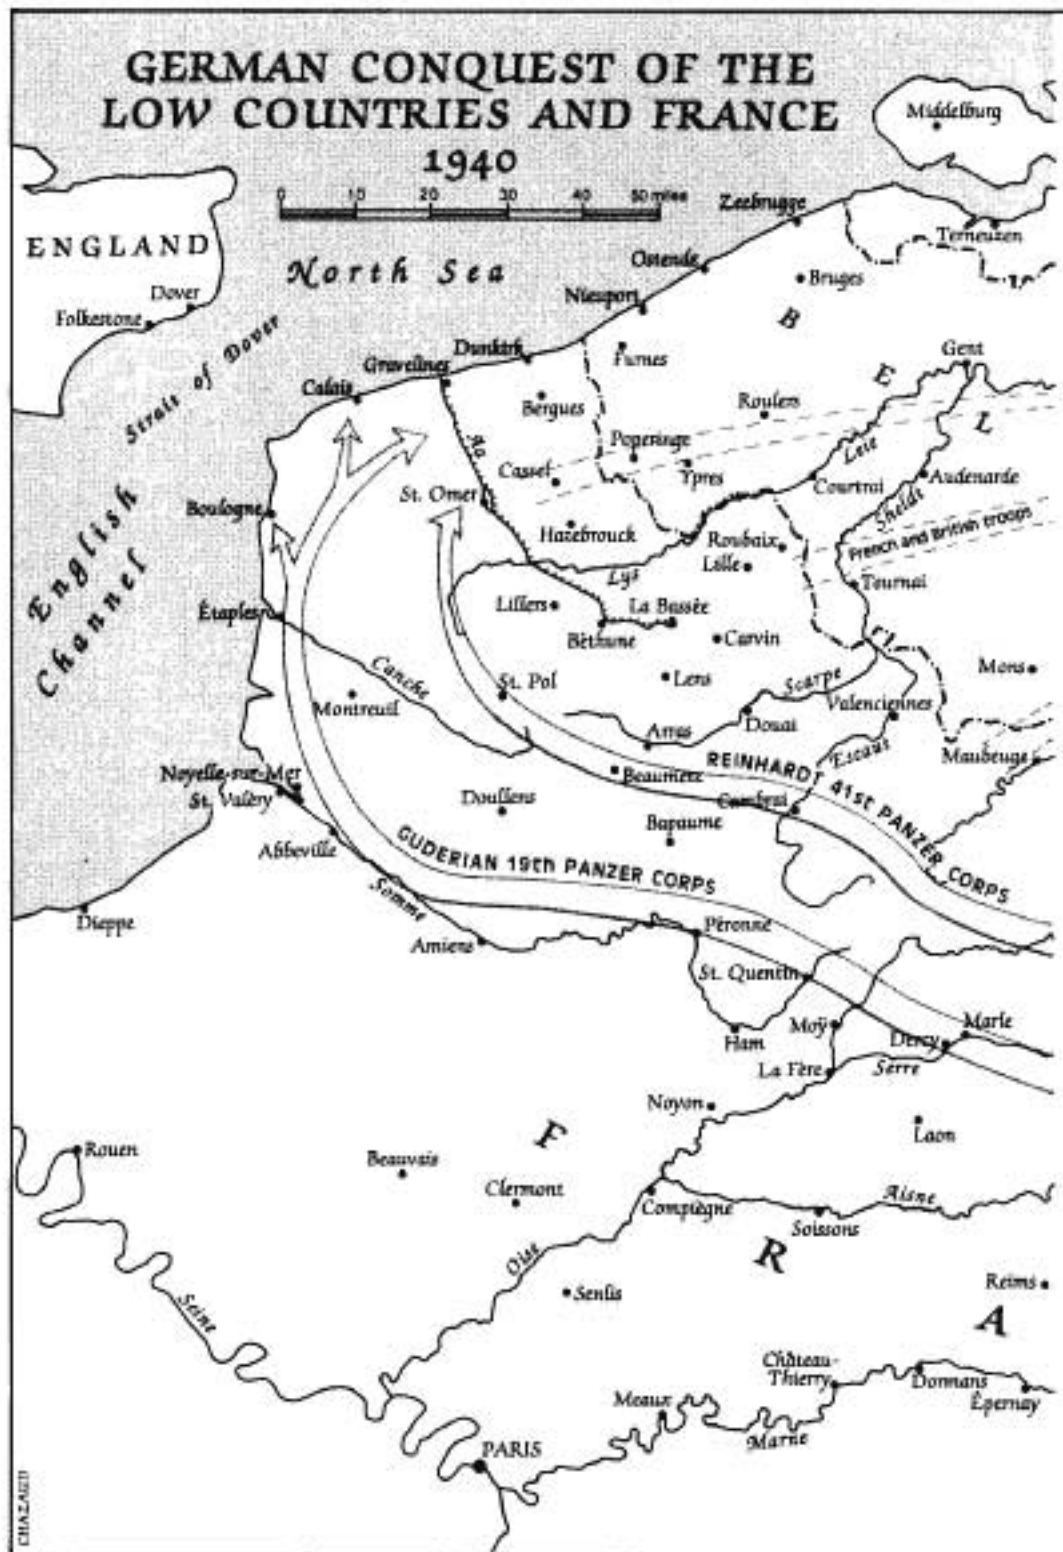 GERMAN CONQUEST OF THE
LOW COUNTRIES AND FRANCE
1940
0 10 20 30 50 miles
Middelburg
Zeebrugge
Terneuzen
ENGLAND
North Sea
Ostende
Bruges
Dover
Folkestone
Nieuport
B
Strait of Dover
Dunkirk
Furnes
Gravelines
Gent
Calais
E
Bergues
Roulers
L
Aa
Poperinge
Leie
Cassel
Ypres
Courtrai
Audenarde
St. Omer
Sheldt
Boulogne
English
Channel
Hazebrouck
Roubaix
French and British troops
Lille
Lys
Tournai
Étaples
Lillers
La Bassée
Béthune
Carvin
Canche
Mons
St. Pol
Lens
Scarpe
Montreuil
Valenciennes
Douai
Arras
Escaut
Maubeuge
REINHARDT 41st PANZER CORPS
Noyelle-sur-Mer
Beaumetz
St. Valéry
Doullens
Cambrai
Bapaume
Abbeville
GUDERIAN 19th PANZER CORPS
Somme
Dieppe
Péronne
Amiens
St. Quentin
Ham
Moÿ
Marle
Dercy
La Fère
Serre
Noyon
F
Laon
Rouen
Beauvais
Clermont
Aisne
Compiègne
Soissons
Oise
R
Senlis
Reims
Seine
A
Château-
Thierry
Dormans
Épernay
Meaux
Marne
PARIS
CHAZAUD